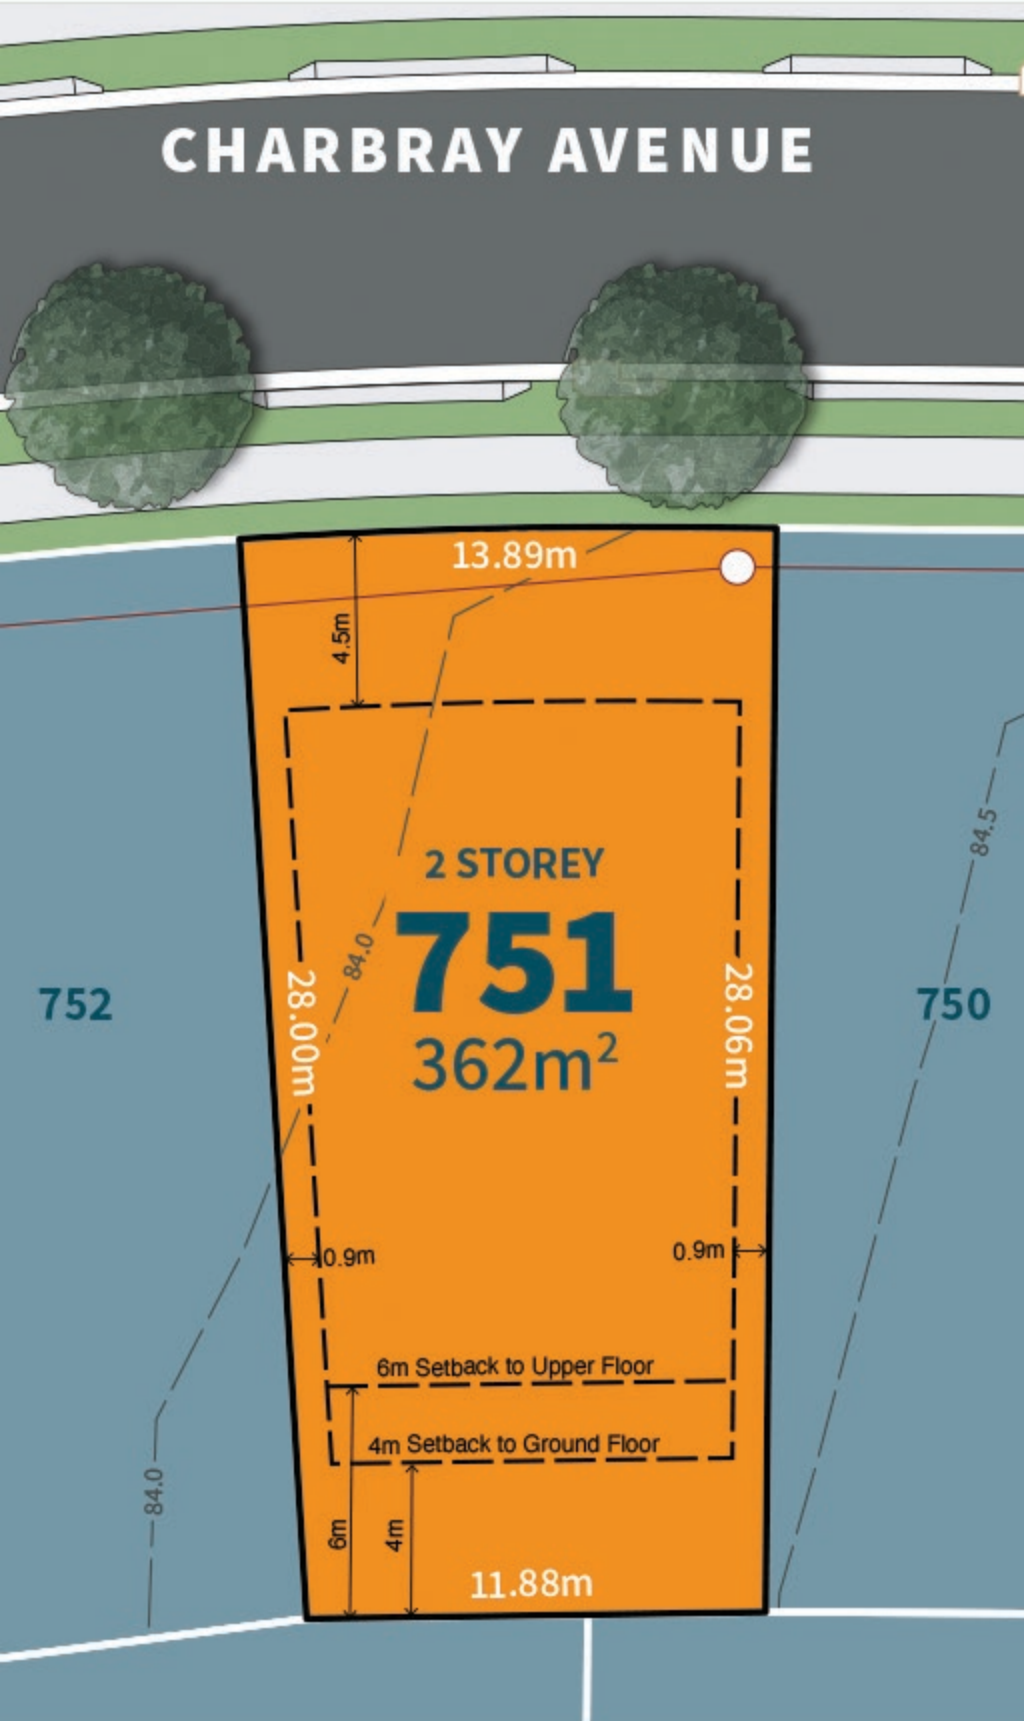 CHARBRAY AVENUE
13.89m
4.5m
84.5
2 STOREY
751
362m²
84.0
28.00m
28.06m
752
750
0.9m
0.9m
6m Setback to Upper Floor
4m Setback to Ground Floor
84.0
6m
4m
11.88m